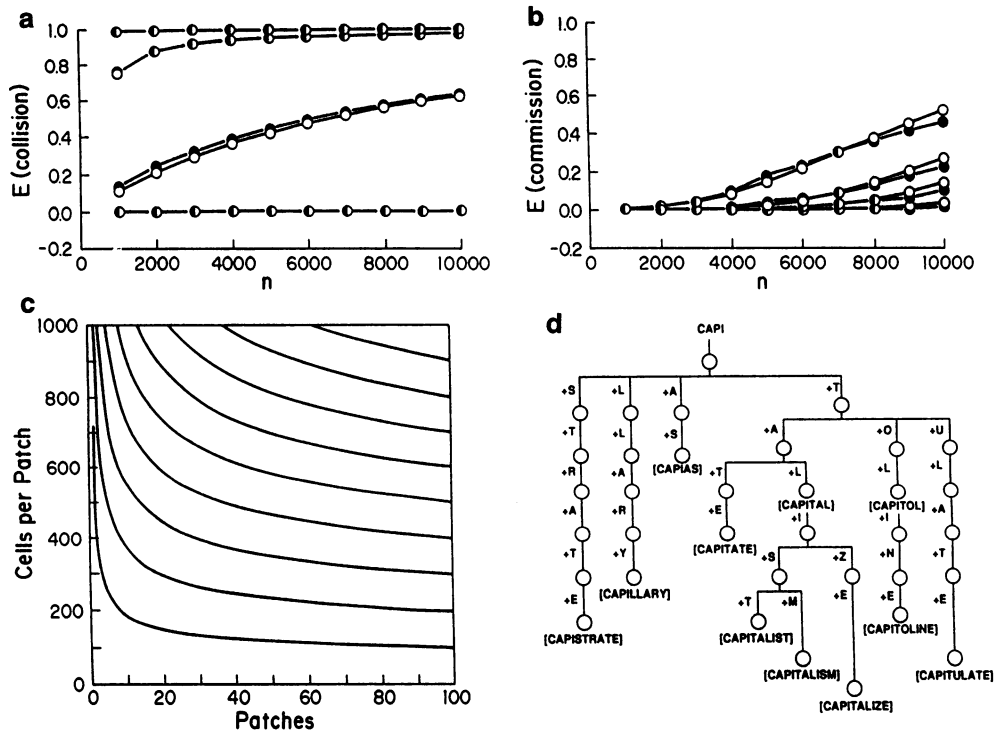 a
1.0
0.8
0.6
0.4
0.2
0.0
-0.2
E (collision)
0 2000 4000 6000 8000 10000
n
b
1.0
0.8
0.6
0.4
0.2
0.0
-0.2
E (commission)
0 2000 4000 6000 8000 10000
n
c
1000
800
600
400
200
0
Cells per Patch
0 20 40 60 80 100
Patches
d
CAPI
+S +L +A +T
+T +L +S +A +O +U
[CAPIAS]
+R +A +T +L +L +L
[CAPITAL] [CAPITOL]
+A +R +E +I +I +A
[CAPITATE]
+T +Y +S +Z +N +T
[CAPILLARY]
+E +T +M +E +E +E
[CAPISTRATE] [CAPITALIST] [CAPITOLINE]
[CAPITALISM] [CAPITULATE]
[CAPITALIZE]